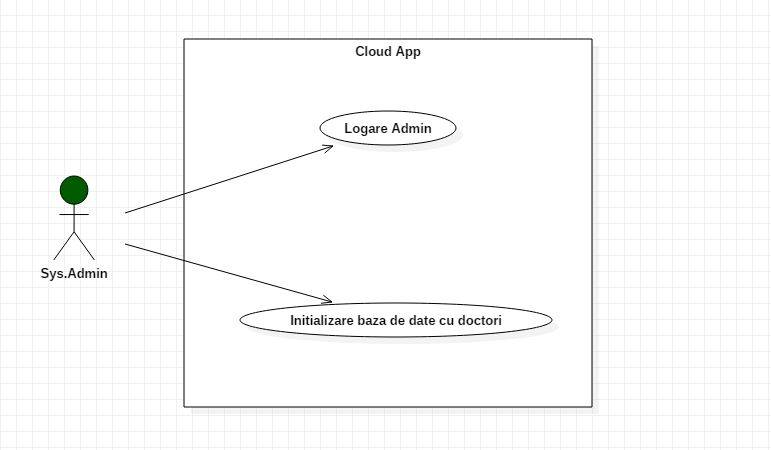 Cloud App
Logare Admin
Sys.Admin
Initializare baza de date cu doctori